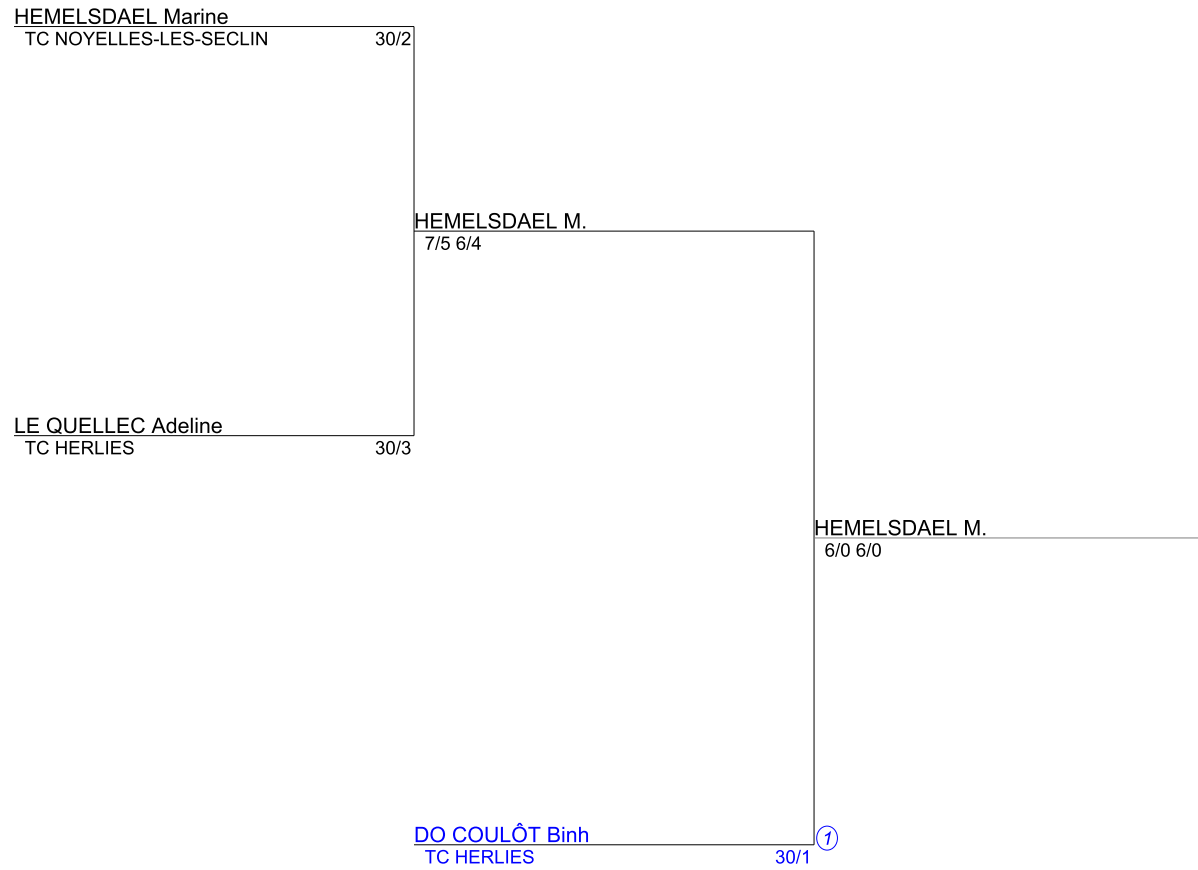 HEMELSDAEL Marine
TC NOYELLES-LES-SECLIN 30/2
HEMELSDAEL M.
7/5 6/4
LE QUELLEC Adeline
TC HERLIES 30/3
HEMELSDAEL M.
6/0 6/0
DO COULÔT Binh 1
TC HERLIES 30/1